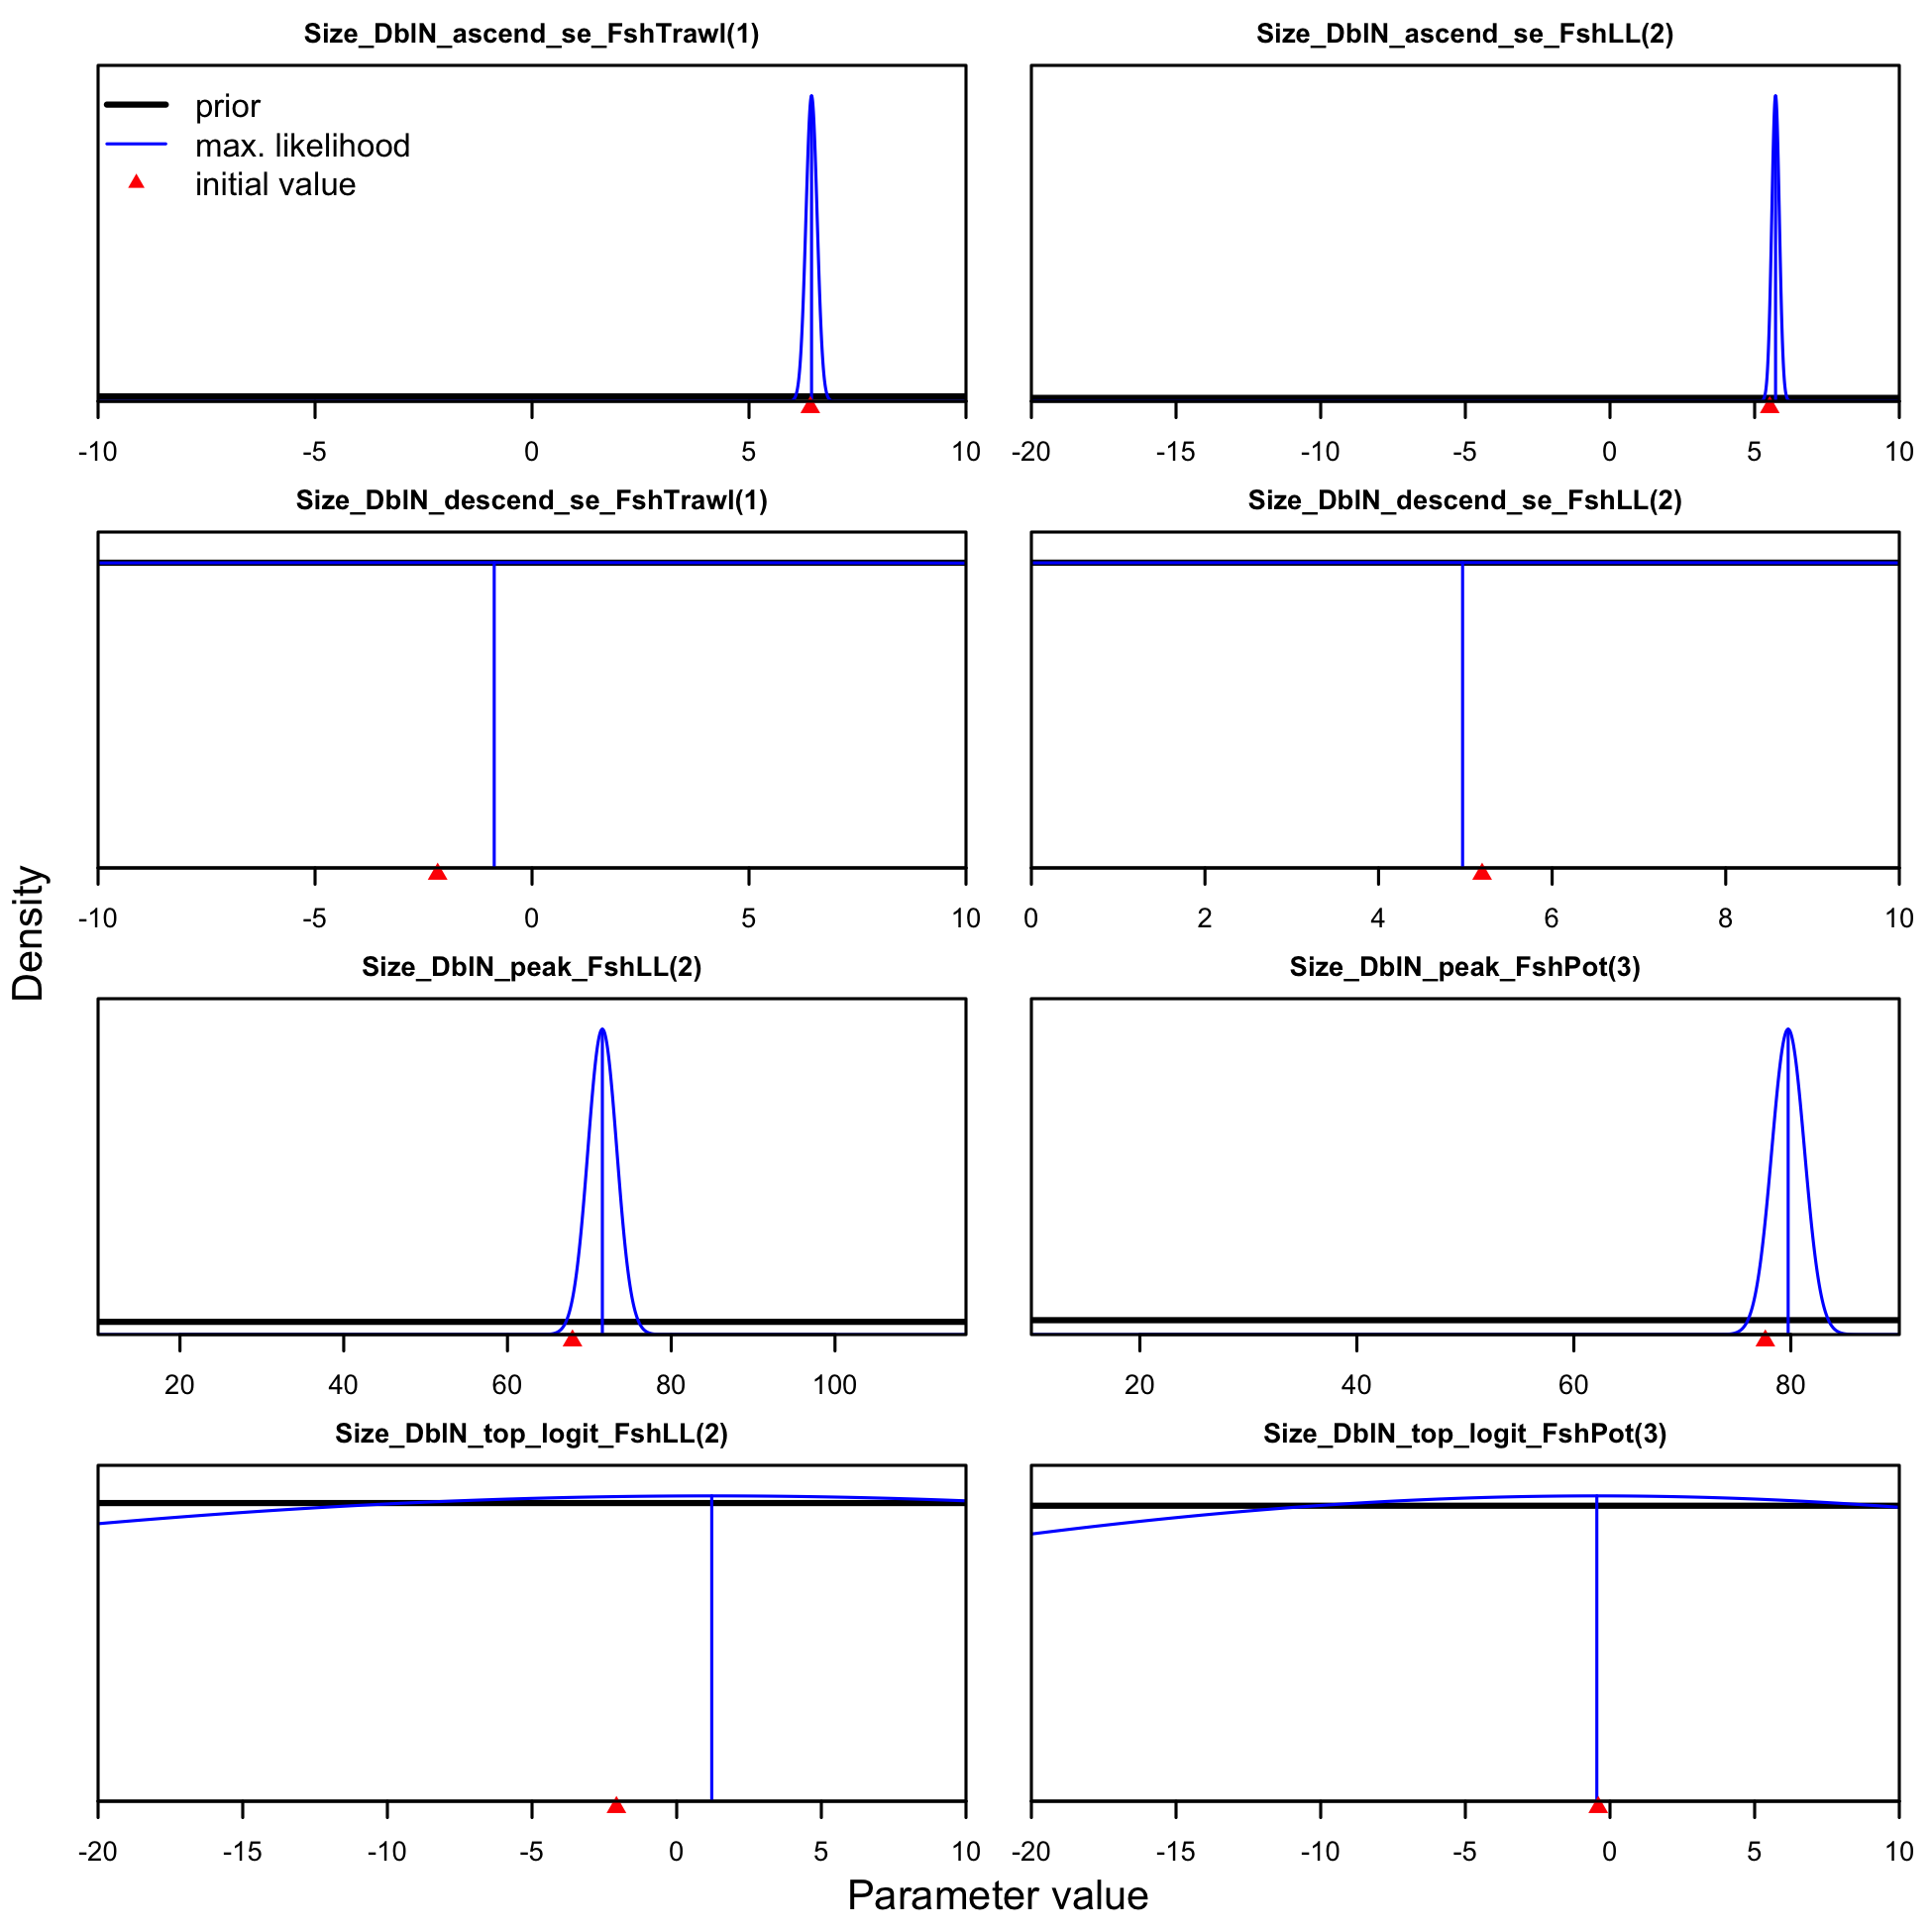 Size_DblN_ascend_se_FshTrawl(1)
Size_DblN_ascend_se_FshLL(2)
prior
max. likelihood
initial value
-10 -5 0 5 10
-20 -15 -10 -5 0 5 10
Size_DblN_descend_se_FshTrawl(1)
Size_DblN_descend_se_FshLL(2)
-10 -5 0 5 10
0 2 4 6 8 10
Density
Size_DblN_peak_FshLL(2)
Size_DblN_peak_FshPot(3)
20 40 60 80 100
20 40 60 80
Size_DblN_top_logit_FshLL(2)
Size_DblN_top_logit_FshPot(3)
-20 -15 -10 -5 0 5 10
-20 -15 -10 -5 0 5 10
Parameter value